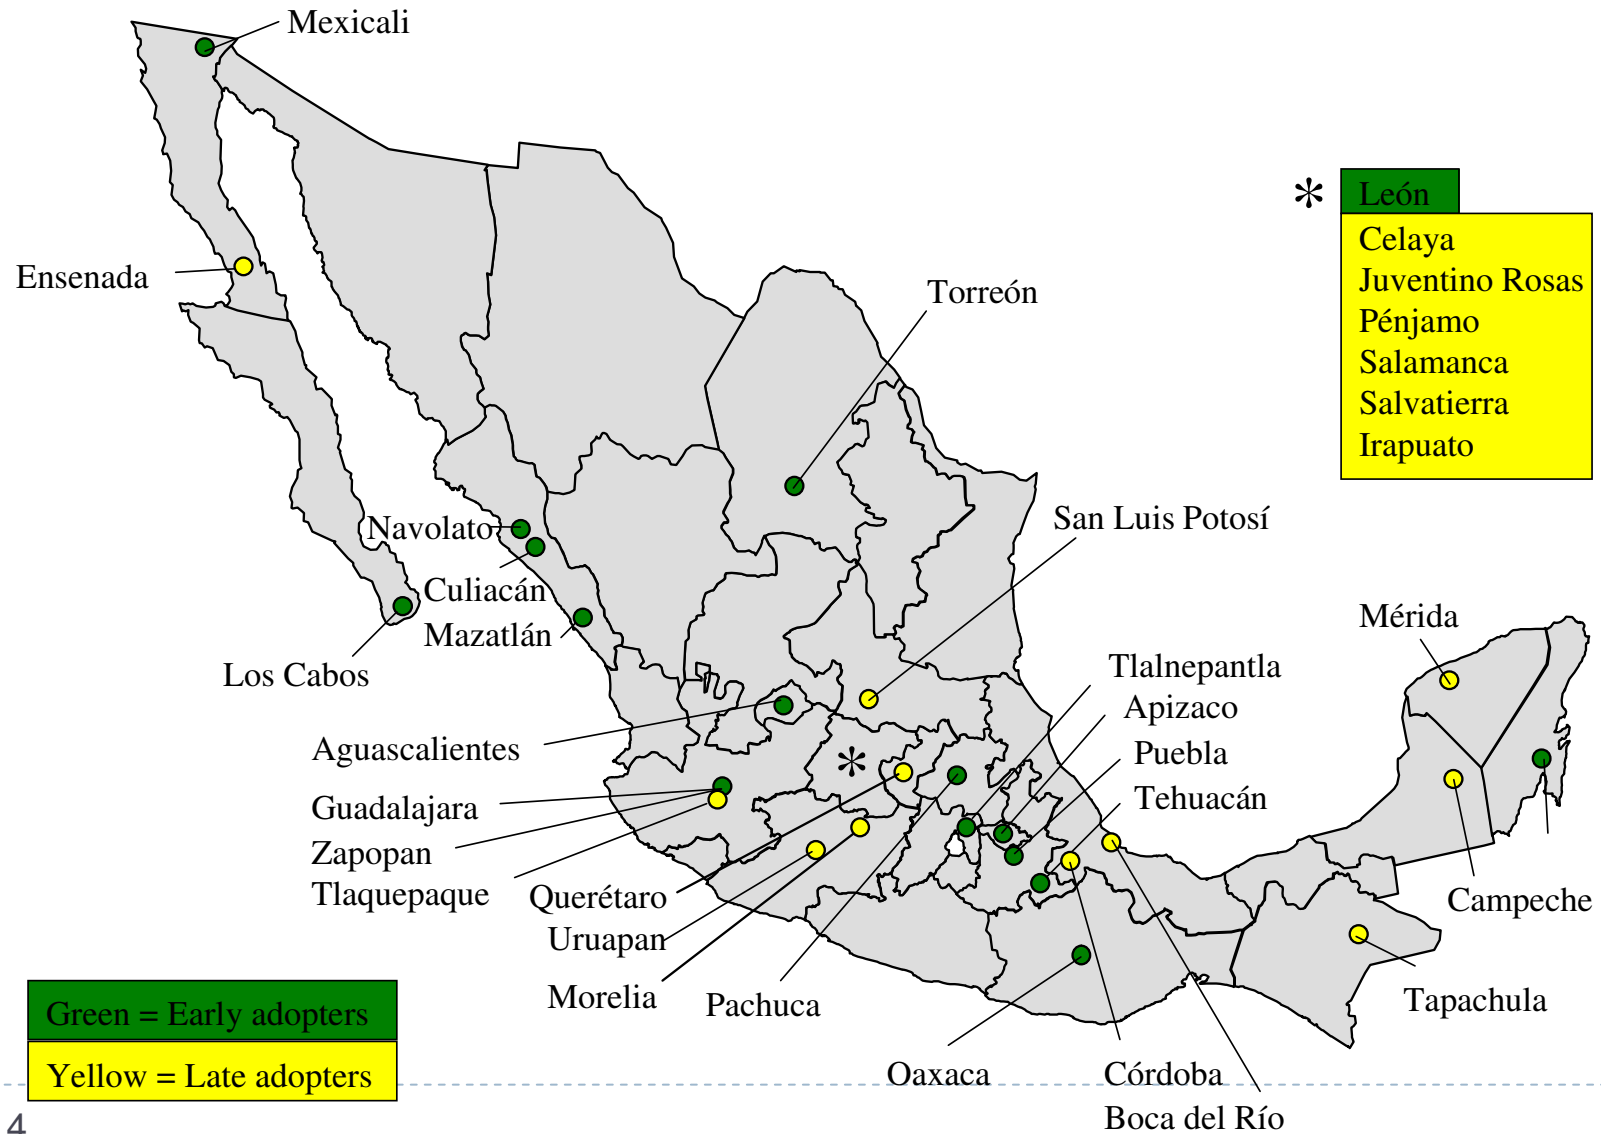 Mexicali
*
León
Celaya
Juventino Rosas
Pénjamo
Salamanca
Salvatierra
Irapuato
Ensenada
Torreón
San Luis Potosí
Navolato
Culiacán
Mazatlán
Los Cabos
Mérida
Tlalnepantla
Apizaco
Puebla
Tehuacán
Aguascalientes
*
Guadalajara
Zapopan
Tlaquepaque
Querétaro
Uruapan
Morelia
Pachuca
Campeche
Tapachula
Oaxaca
Córdoba
Boca del Río
Green = Early adopters
Yellow = Late adopters
4